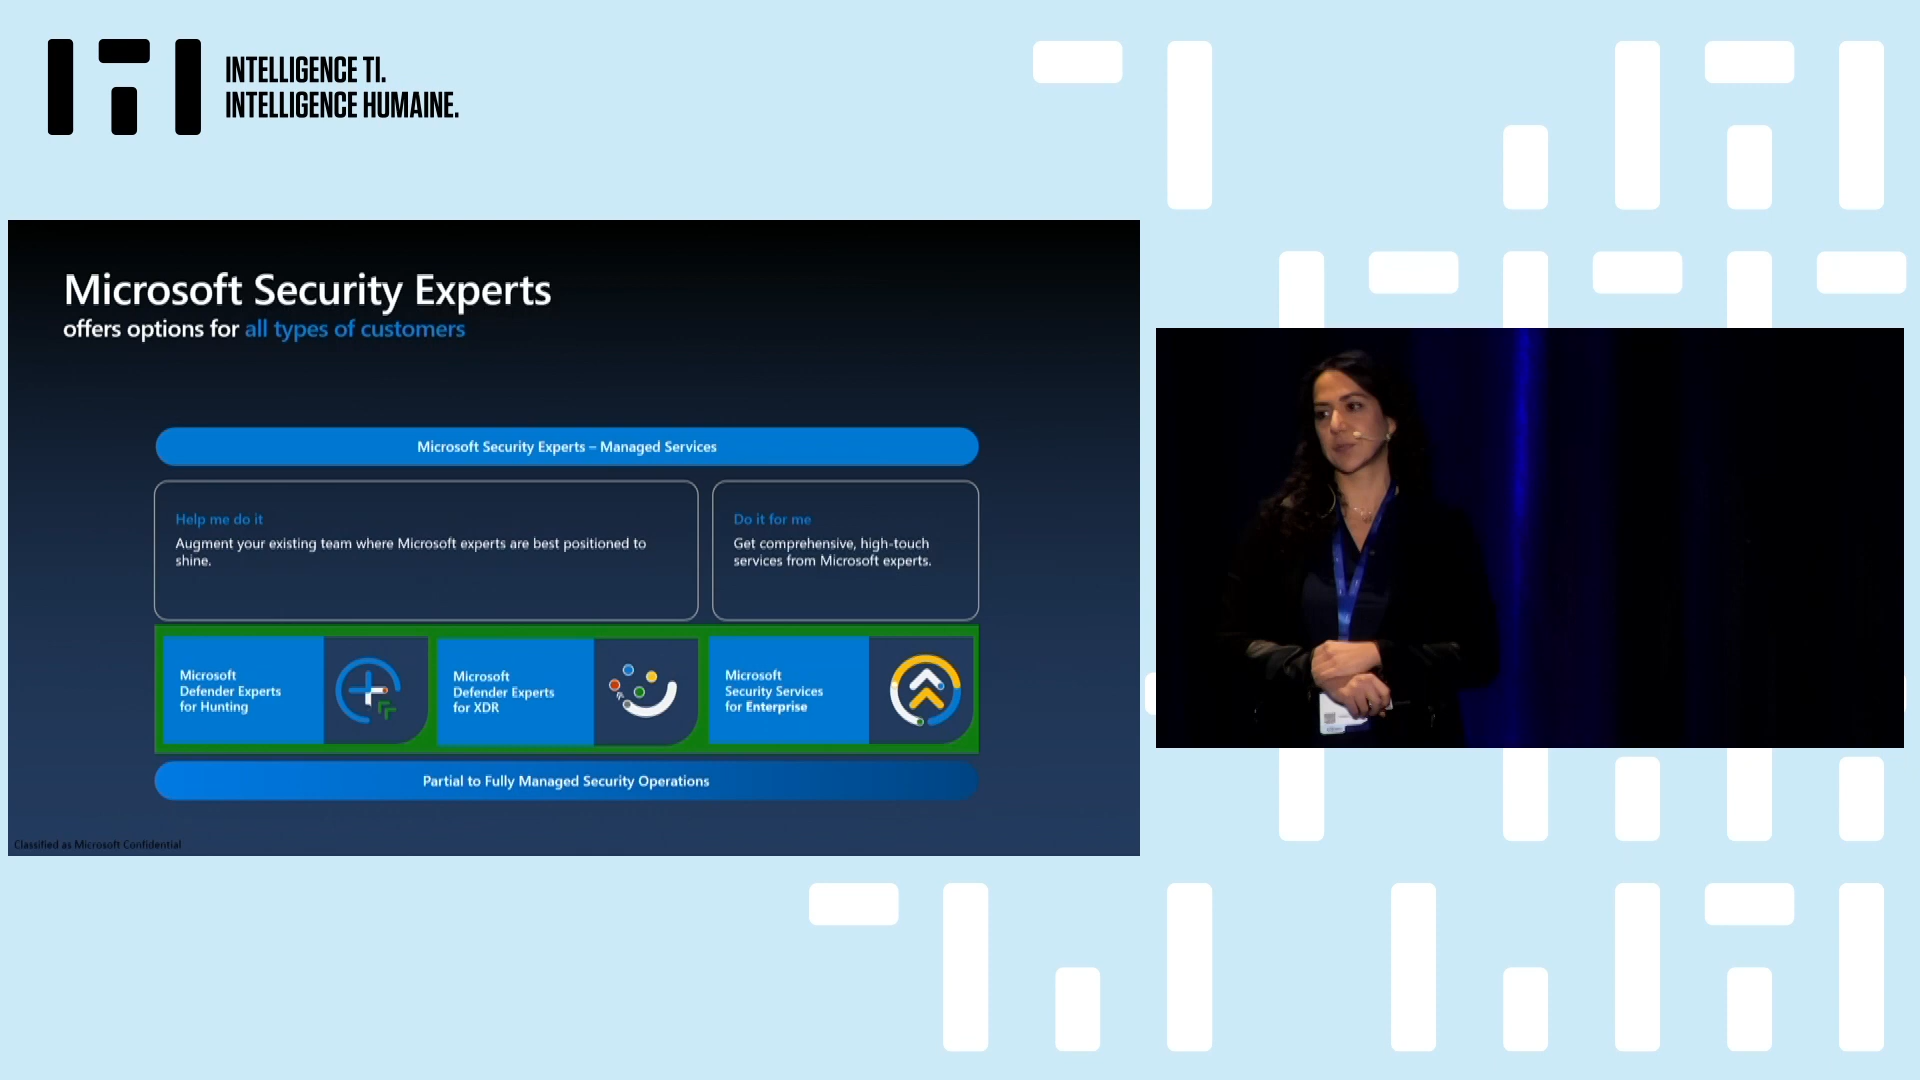 INTELLIGENCE TI.
INTELLIGENCE HUMAINE.
Microsoft Security Experts
offers options for all types of customers
Microsoft Security Experts – Managed Services
Help me do it
Augment your existing team where Microsoft experts are best positioned to
shine.
Do it for me
Get comprehensive, high-touch
services from Microsoft experts.
Microsoft
Defender Experts
for Hunting
Microsoft
Defender Experts
for XDR
Microsoft
Security Services
for Enterprise
Partial to Fully Managed Security Operations
Classified as Microsoft Confidential